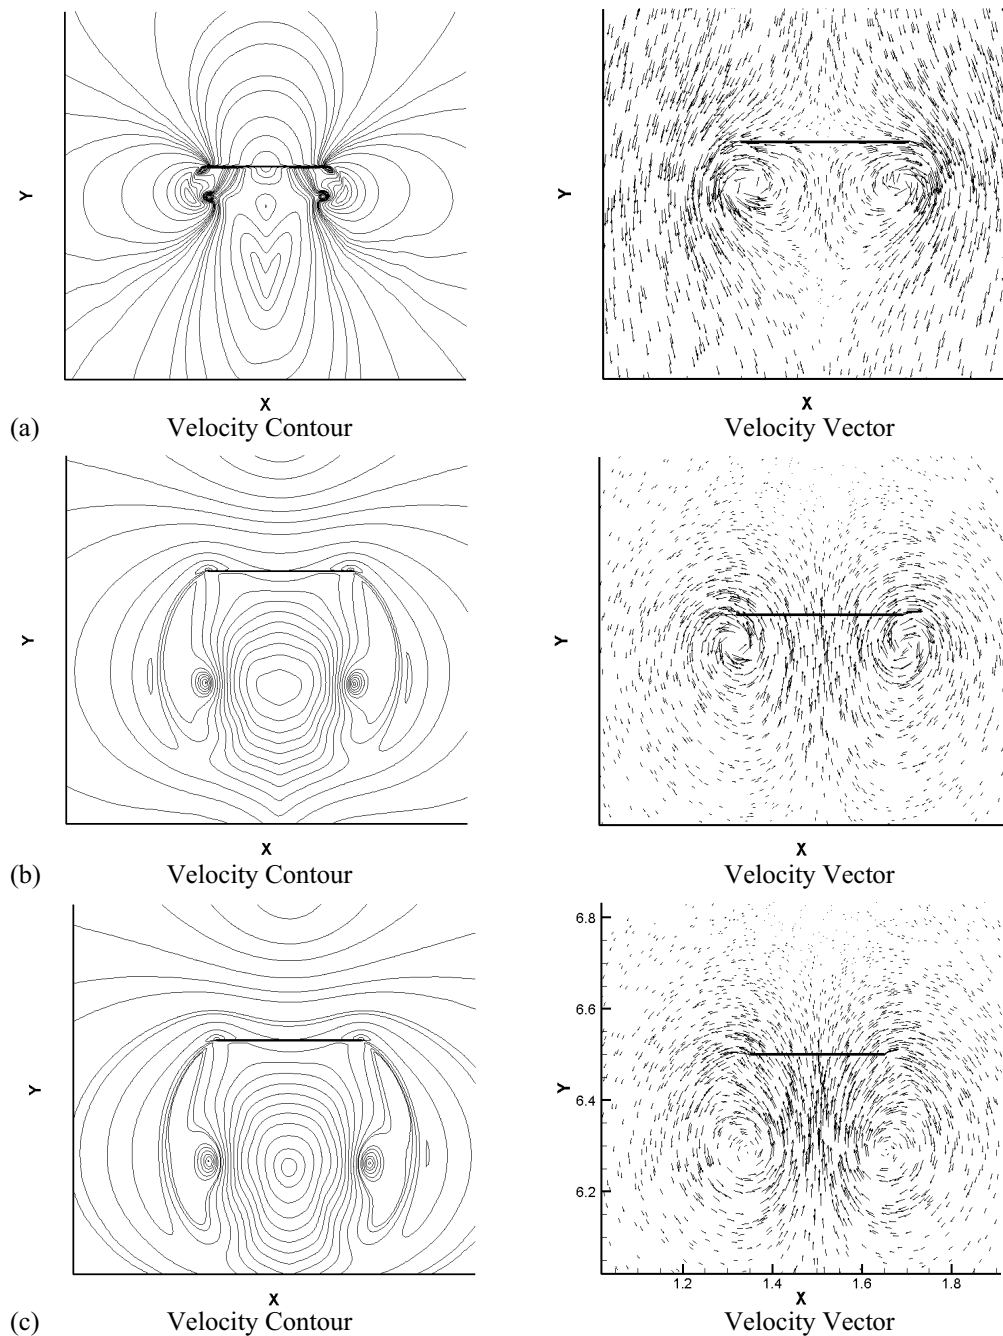 Y
X
Y
X
(a)
Velocity Contour
Velocity Vector
Y
X
Y
X
(b)
Velocity Contour
Velocity Vector
Y
X
6.8
6.6
Y
6.4
6.2
1.2 1.4 1.6 1.8
X
(c)
Velocity Contour
Velocity Vector